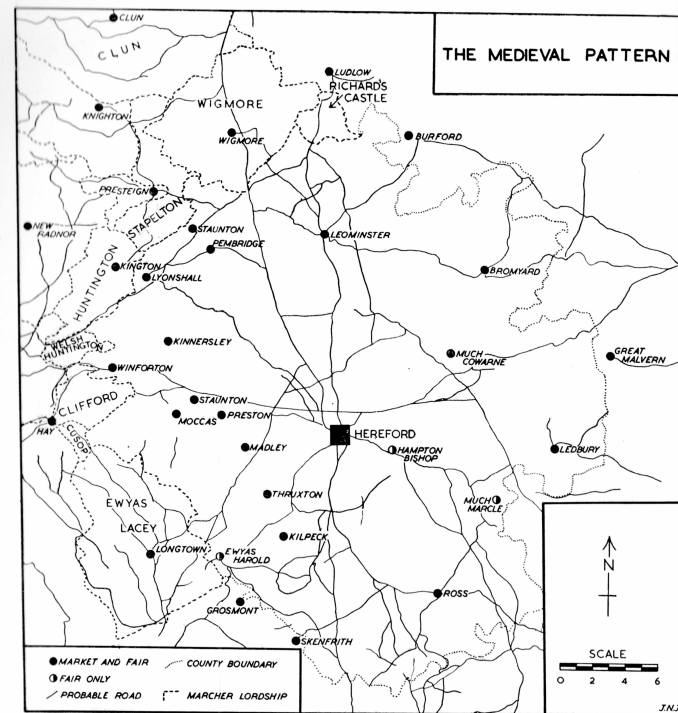 THE MEDIEVAL PATTERN
CLUN
CLUN
LUDLOW
RICHARD'S
CASTLE
WIGMORE
KNIGHTON
WIGMORE
BURFORD
PRESTEIGN
STAPELTON
NEW
RADNOR
STAUNTON
LEOMINSTER
PEMBRIDGE
HUNTINGTON
KINGTON
LYONSHALL
BROMYARD
WELSH
HUNTINGTON
KINNERSLEY
MUCH
COWARNE
GREAT
MALVERN
WINFORTON
CLIFFORD
STAUNTON
MOCCAS
PRESTON
HAY
CUSOP
HEREFORD
MADLEY
HAMPTON
BISHOP
LEDBURY
EWYAS
LACEY
THRUXTON
MUCH
MARCLE
LONGTOWN
EWYAS
HAROLD
KILPECK
GROSMONT
ROSS
SKENFRITH
N
SCALE
0 2 4 6
MARKET AND FAIR
COUNTY BOUNDARY
FAIR ONLY
PROBABLE ROAD
MARCHER LORDSHIP
J.N.J